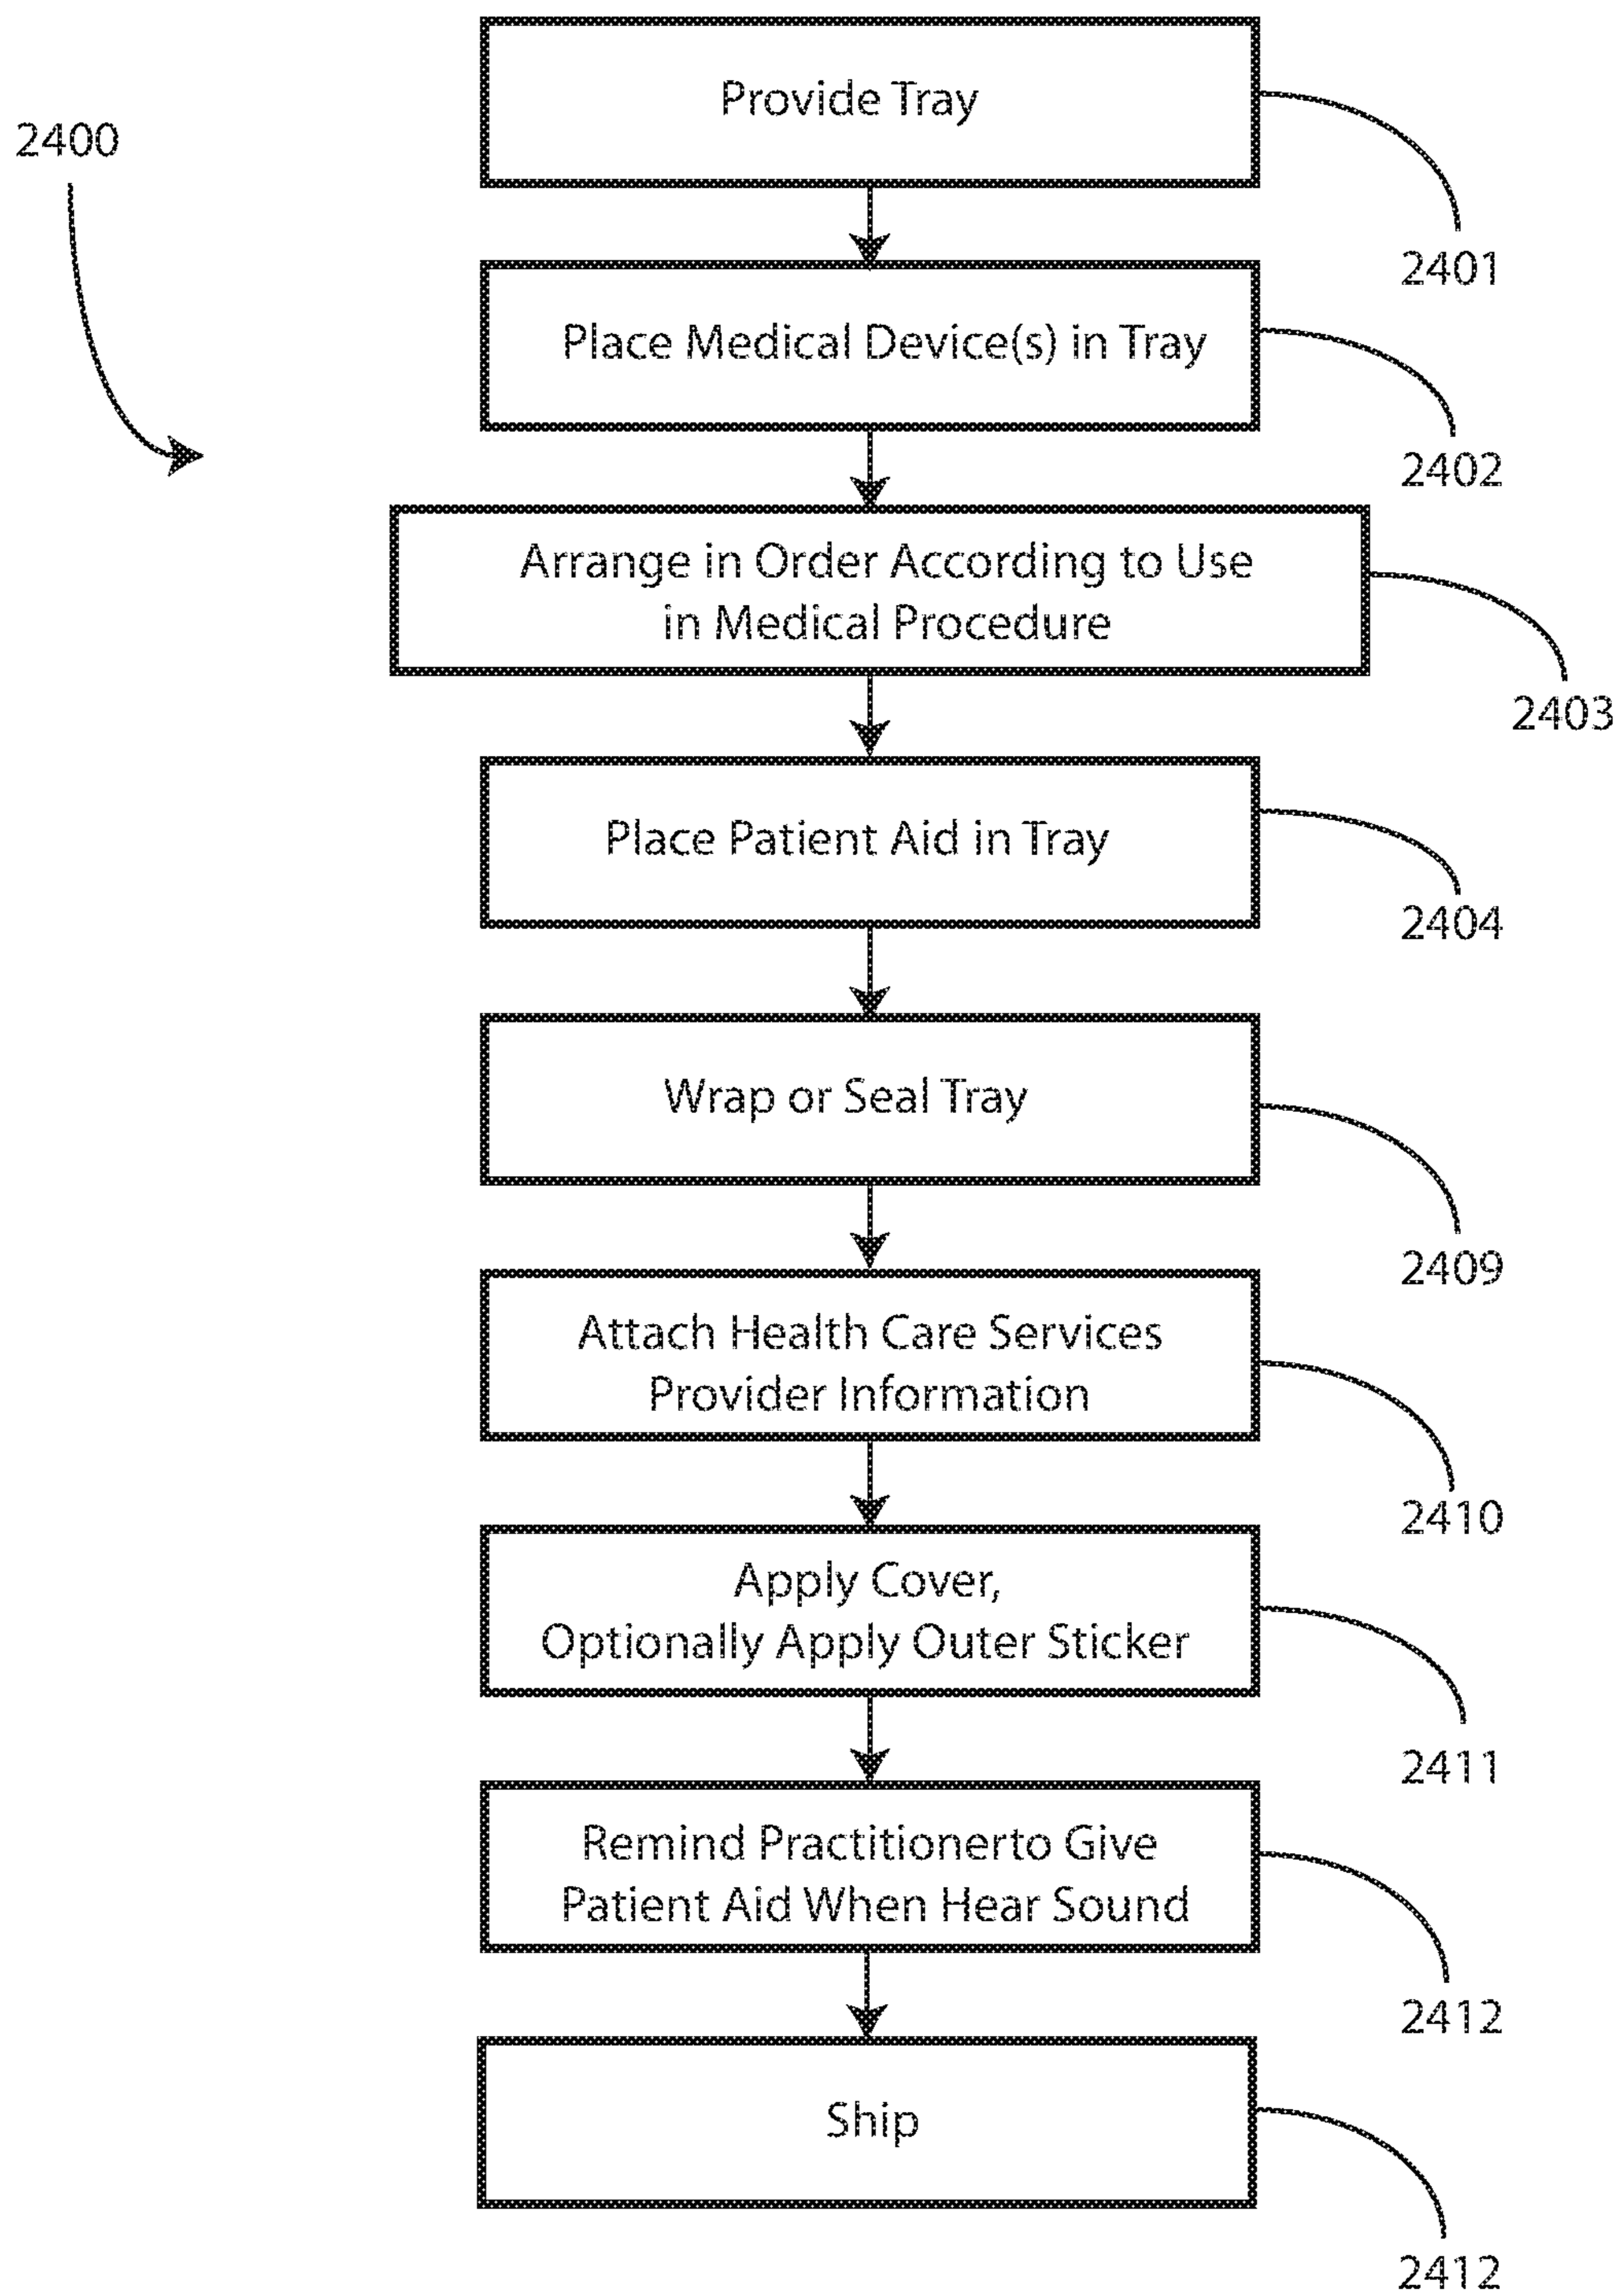 Provide Tray
2400
2401
Place Medical Device(s) in Tray
2402
Arrange in Order According to Use
in Medical Procedure
2403
Place Patient Aid in Tray
2404
Wrap or Seal Tray
2409
Attach Health Care Services
Provider Information
2410
Apply Cover,
Optionally Apply Outer Sticker
2411
Remind Practitionerto Give
Patient Aid When Hear Sound
2412
Ship
2412